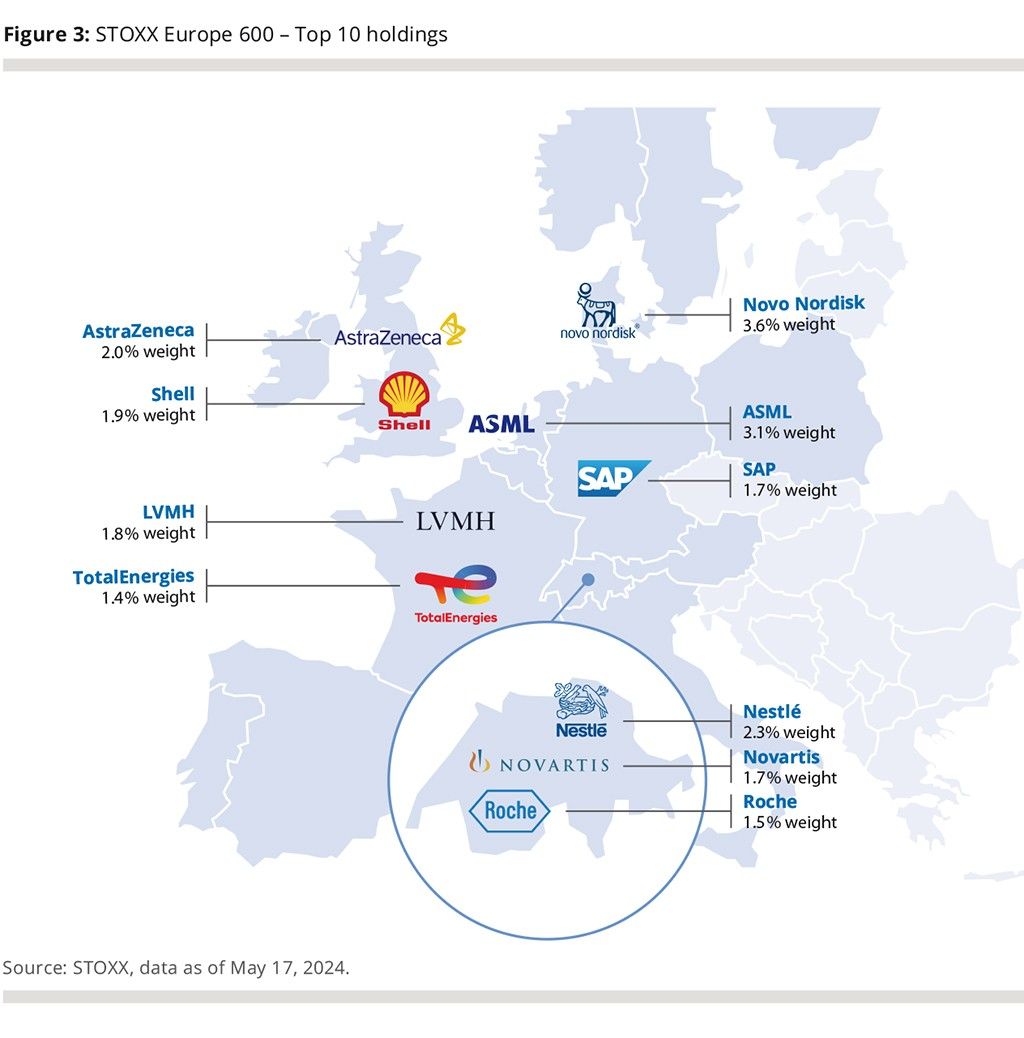 Figure 3: STOXX Europe 600 – Top 10 holdings
AstraZeneca
2.0% weight
AstraZeneca
Shell
1.9% weight
Shell
LVMH
1.8% weight
LVMH
TotalEnergies
1.4% weight
TotalEnergies
novo nordisk®
Novo Nordisk
3.6% weight
ASML
ASML
3.1% weight
SAP
SAP
1.7% weight
Nestlé
Nestlé
2.3% weight
NOVARTIS
Novartis
1.7% weight
Roche
Roche
1.5% weight
Source: STOXX, data as of May 17, 2024.